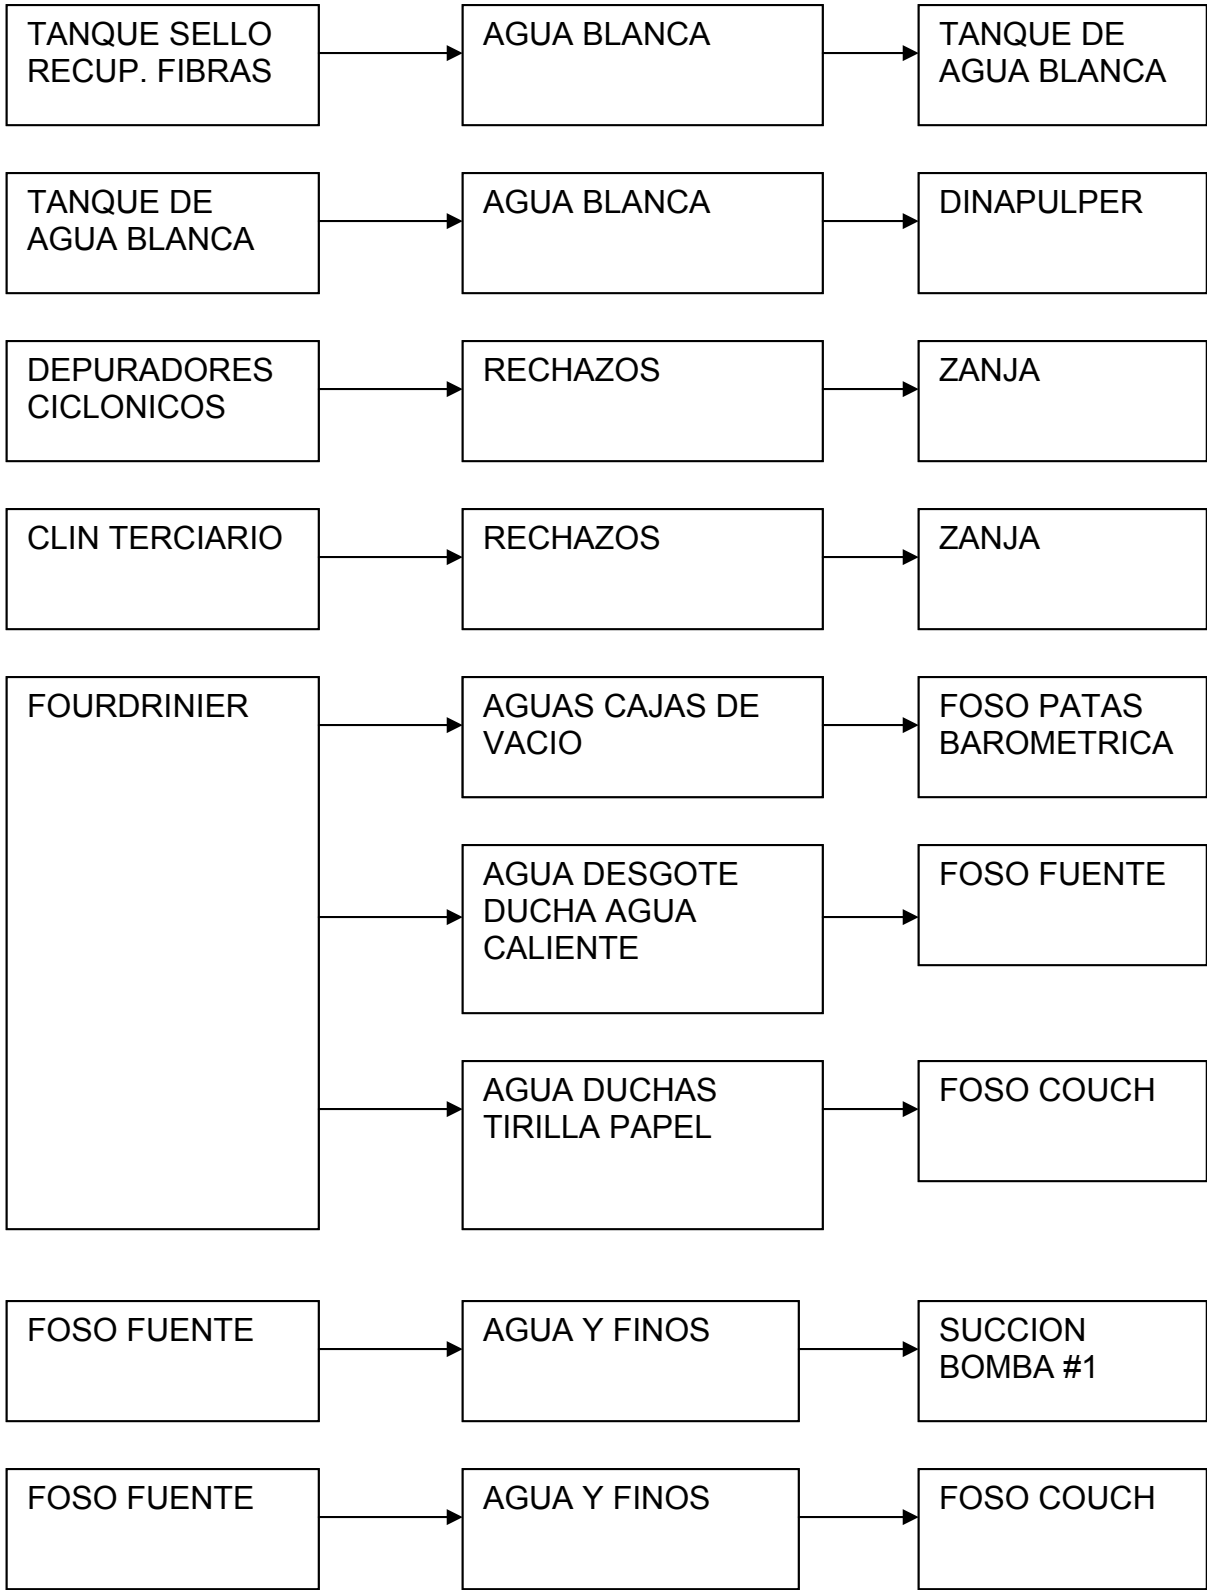 TANQUE SELLO
RECUP. FIBRAS
AGUA BLANCA
TANQUE DE
AGUA BLANCA
TANQUE DE
AGUA BLANCA
AGUA BLANCA
DINAPULPER
DEPURADORES
CICLONICOS
RECHAZOS
ZANJA
CLIN TERCIARIO
RECHAZOS
ZANJA
FOURDRINIER
AGUAS CAJAS DE
VACIO
FOSO PATAS
BAROMETRICA
AGUA DESGOTE
DUCHA AGUA
CALIENTE
FOSO FUENTE
AGUA DUCHAS
TIRILLA PAPEL
FOSO COUCH
FOSO FUENTE
AGUA Y FINOS
SUCCION
BOMBA #1
FOSO FUENTE
AGUA Y FINOS
FOSO COUCH